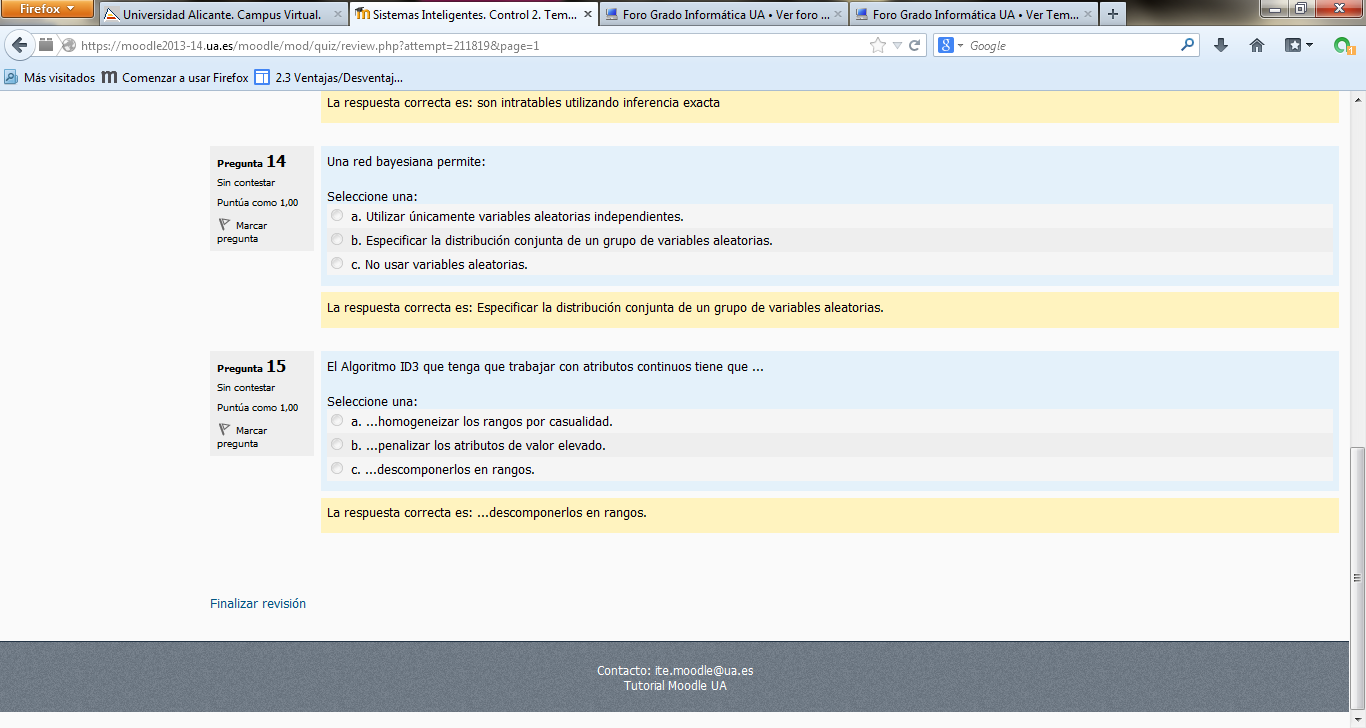 Firefox
Universidad Alicante. Campus Virtual.
Sistemas Inteligentes. Control 2. Tem...
Foro Grado Informática UA • Ver foro ...
Foro Grado Informática UA • Ver Tem...
https://moodle2013-14.ua.es/moodle/mod/quiz/review.php?attempt=211819&page=1
Google
Más visitados
Comenzar a usar Firefox
2.3 Ventajas/Desventaj...
La respuesta correcta es: son intratables utilizando inferencia exacta
Pregunta 14
Sin contestar
Puntúa como 1,00
Marcar
pregunta
Una red bayesiana permite:
Seleccione una:
a. Utilizar únicamente variables aleatorias independientes.
b. Especificar la distribución conjunta de un grupo de variables aleatorias.
c. No usar variables aleatorias.
La respuesta correcta es: Especificar la distribución conjunta de un grupo de variables aleatorias.
Pregunta 15
Sin contestar
Puntúa como 1,00
Marcar
pregunta
El Algoritmo ID3 que tenga que trabajar con atributos continuos tiene que ...
Seleccione una:
a. ...homogeneizar los rangos por casualidad.
b. ...penalizar los atributos de valor elevado.
c. ...descomponerlos en rangos.
La respuesta correcta es: ...descomponerlos en rangos.
Finalizar revisión
Contacto: ite.moodle@ua.es
Tutorial Moodle UA